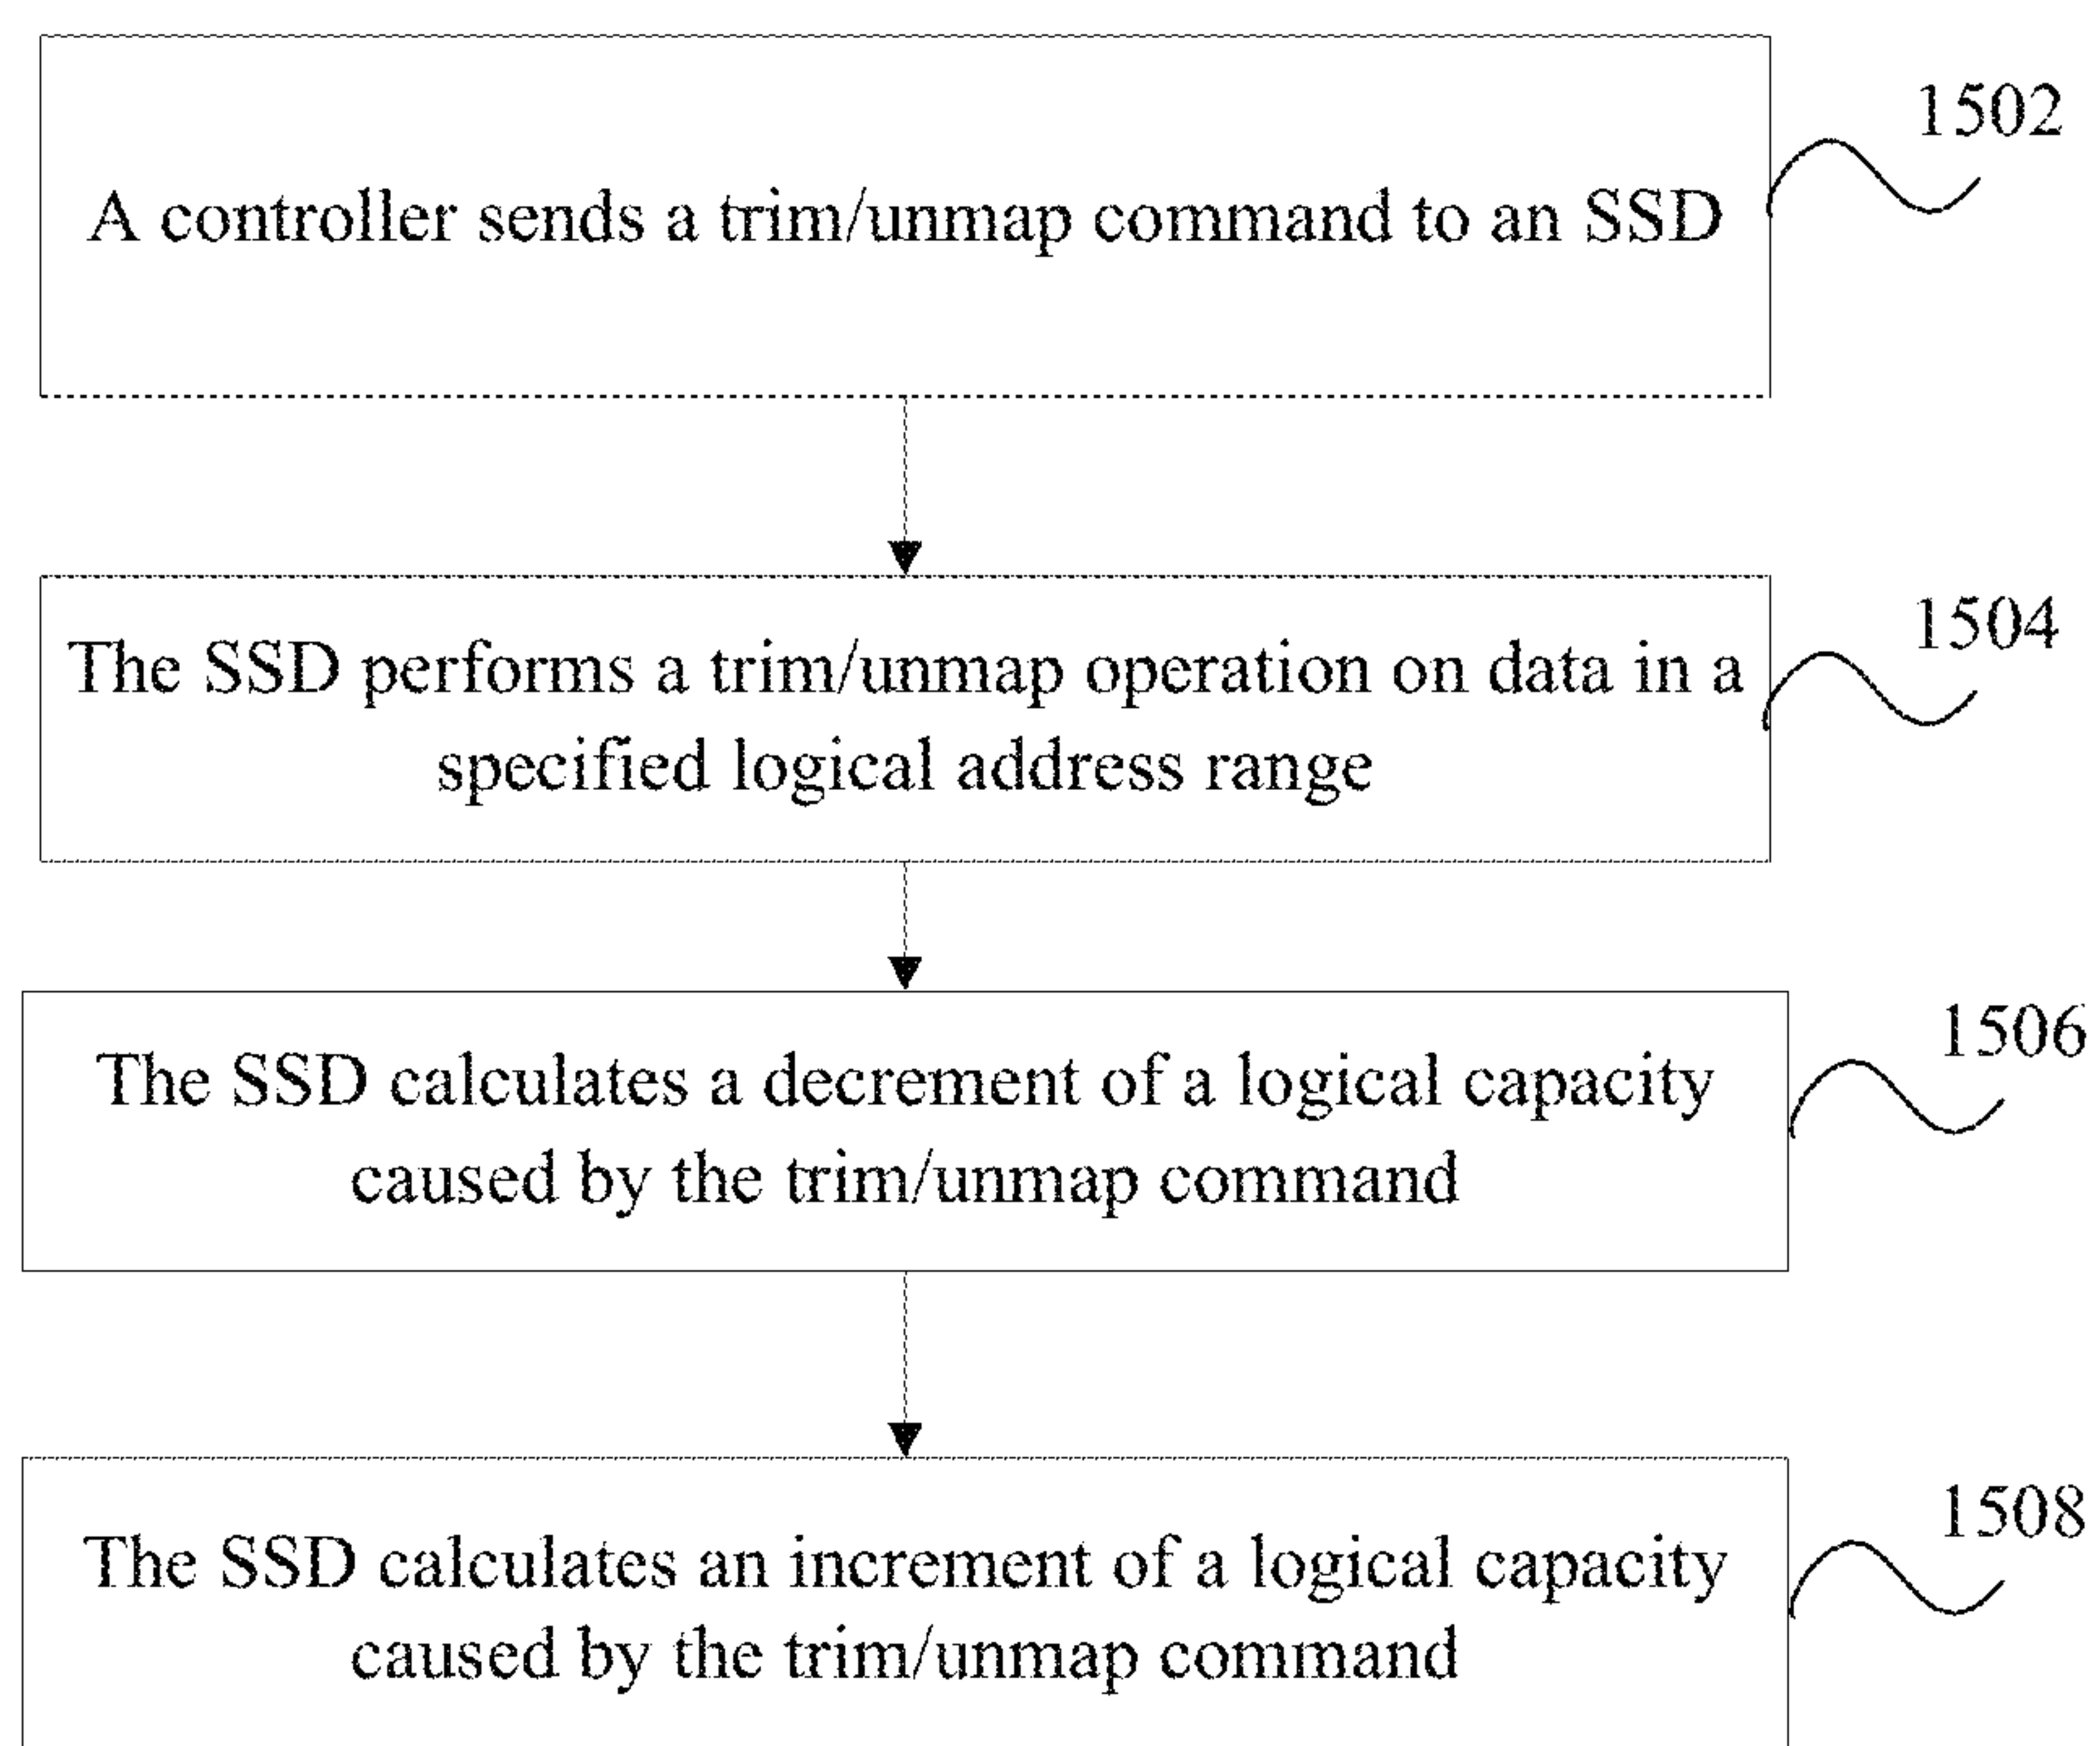 1502
A controller sends a trim/unmap command to an SSD
1504
The SSD performs a trim/unmap operation on data in a
specified logical address range
1506
The SSD calculates a decrement of a logical capacity
caused by the trim/unmap command
1508
The SSD calculates an increment of a logical capacity
caused by the trim/unmap command